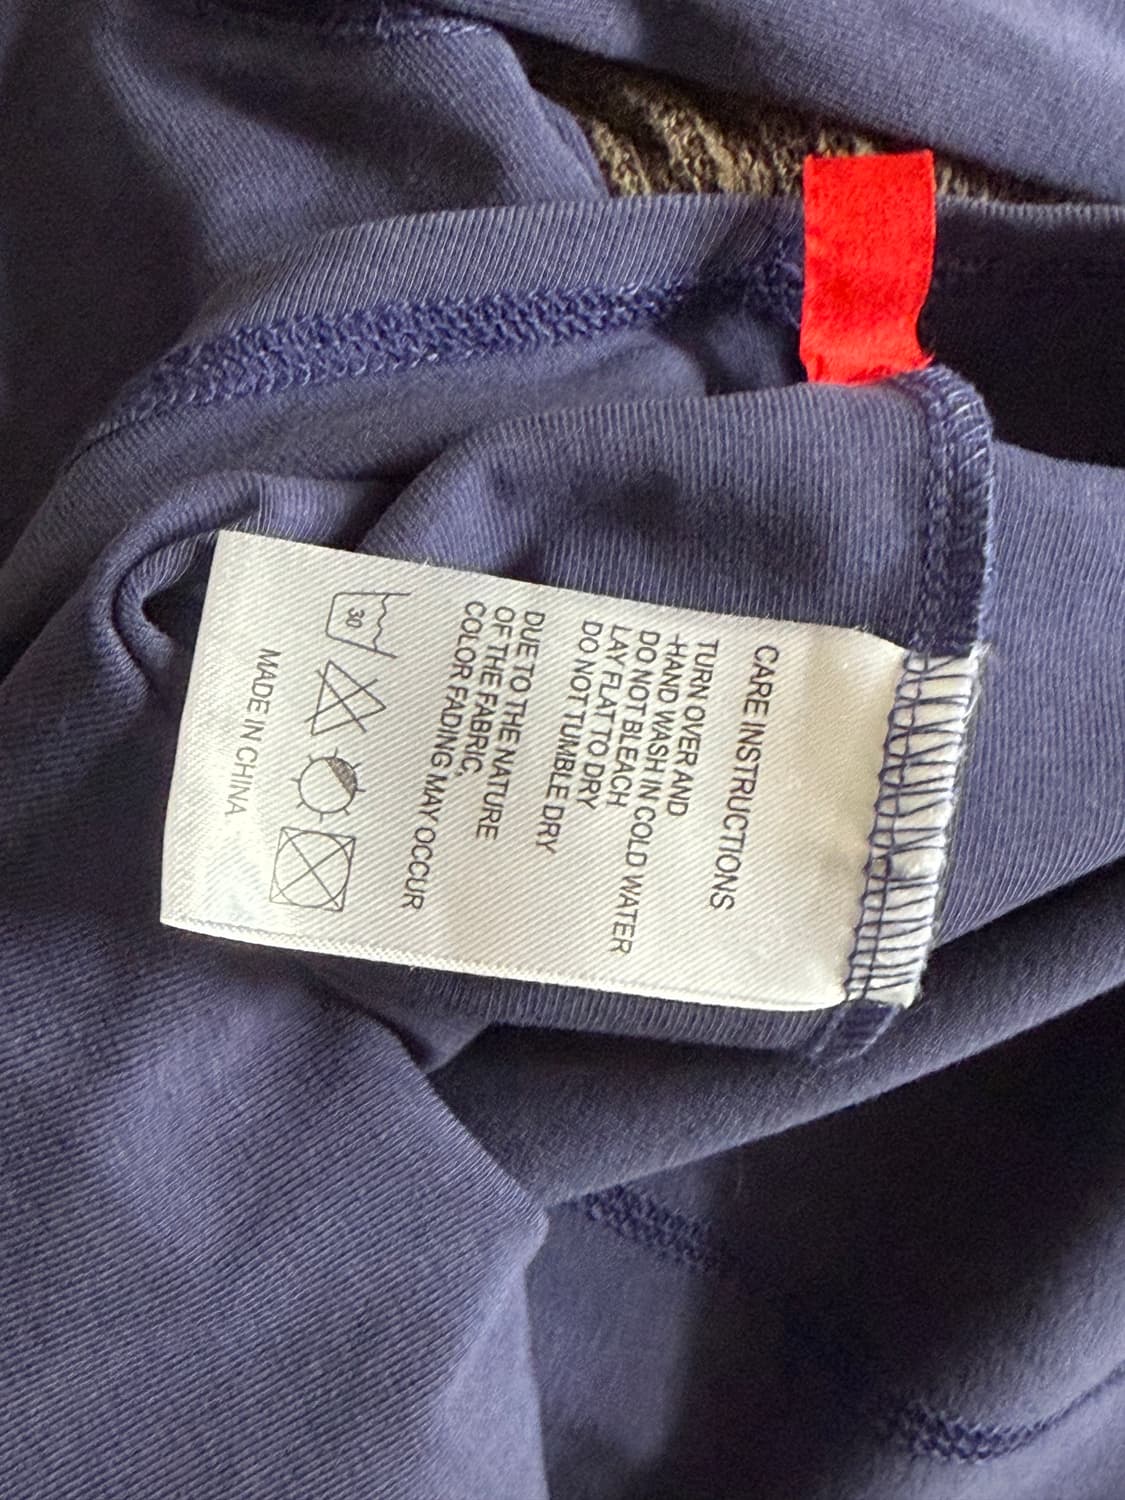 CARE INSTRUCTIONS
TURN OVER AND
-HAND WASH IN COLD WATER
DO NOT BLEACH
LAY FLAT TO DRY
DO NOT TUMBLE DRY
DUE TO THE NATURE
OF THE FABRIC,
COLOR FADING MAY OCCUR
30
MADE IN CHINA